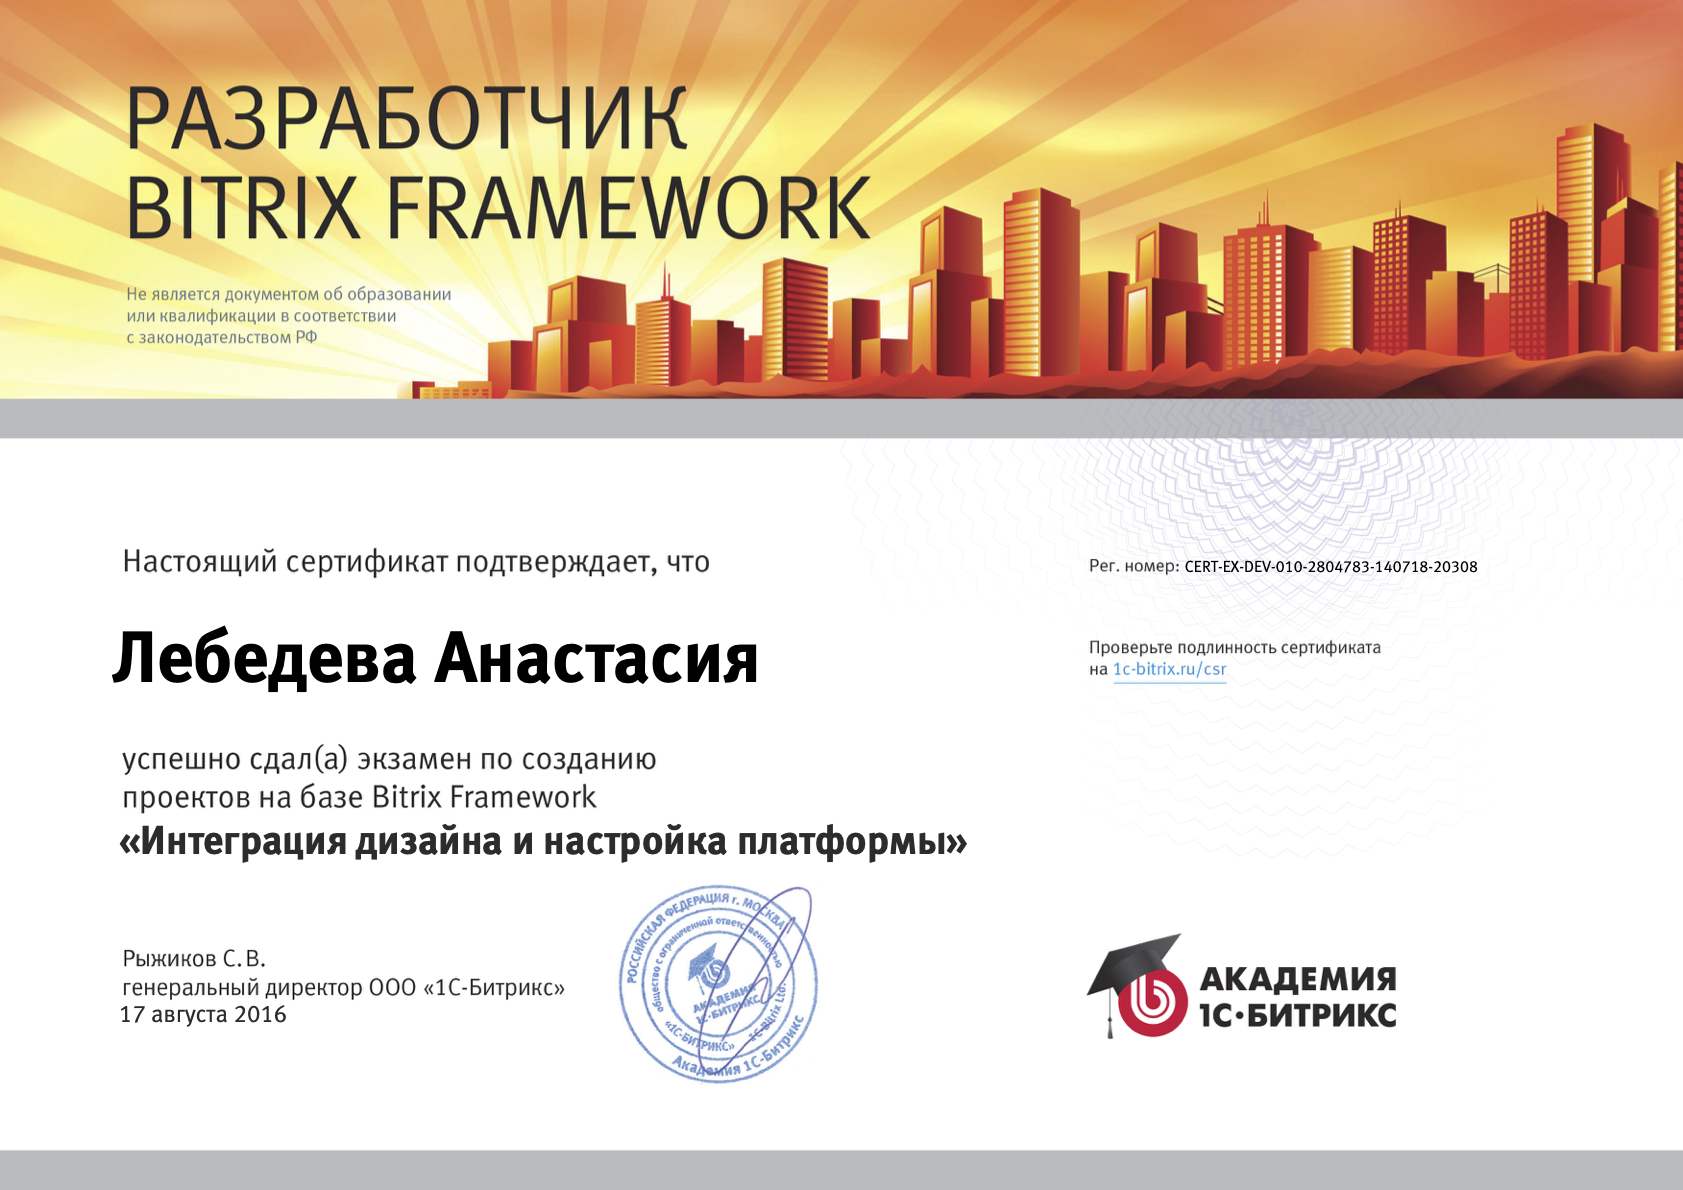 РАЗРАБОТЧИК
BITRIX FRAMEWORK
Не является документом об образовании
или квалификации в соответствии
с законодательством РФ
Настоящий сертификат подтверждает, что
Рег. номер: CERT-EX-DEV-010-2804783-140718-20308
Лебедева Анастасия
Проверьте подлинность сертификата
на 1c-bitrix.ru/csr
успешно сдал(а) экзамен по созданию
проектов на базе Bitrix Framework
«Интеграция дизайна и настройка платформы»
Рыжиков С. В.
генеральный директор ООО «1С-Битрикс»
17 августа 2016
РОССИЙСКАЯ ФЕДЕРАЦИЯ г. МОСКВА
общество с ограниченной ответственностью
АКАДЕМИЯ
1С-БИТРИКС
«1С-БИТРИКС» 1C-Bitrix Ltd.
Академия 1С-Битрикс
АКАДЕМИЯ
1С·БИТРИКС